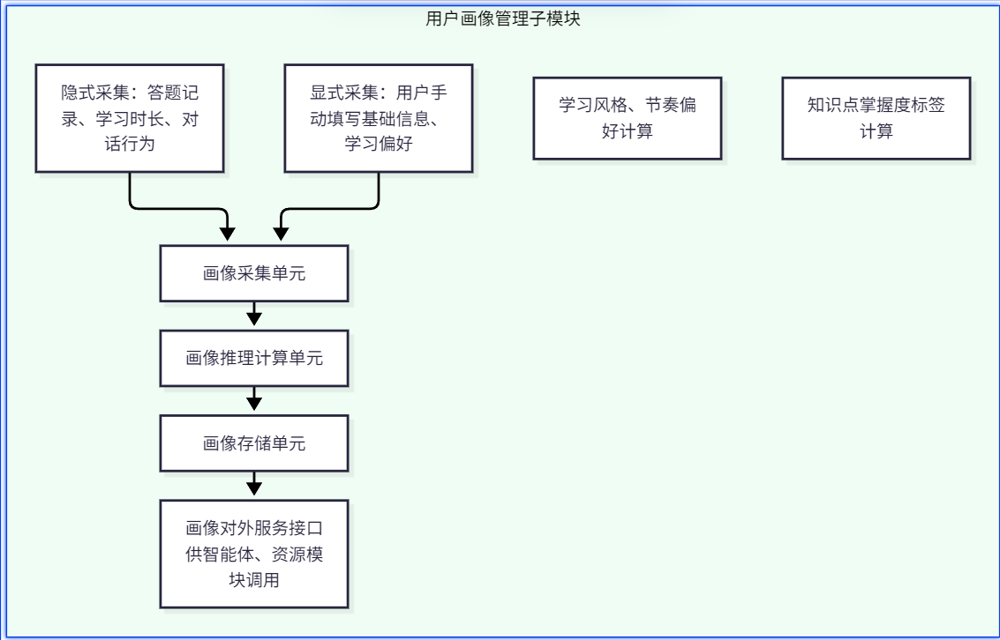 用户画像管理子模块
隐式采集：答题记
录、学习时长、对
话行为
显式采集：用户手
动填写基础信息、
学习偏好
学习风格、节奏偏
好计算
知识点掌握度标签
计算
画像采集单元
画像推理计算单元
画像存储单元
画像对外服务接口
供智能体、资源模
块调用